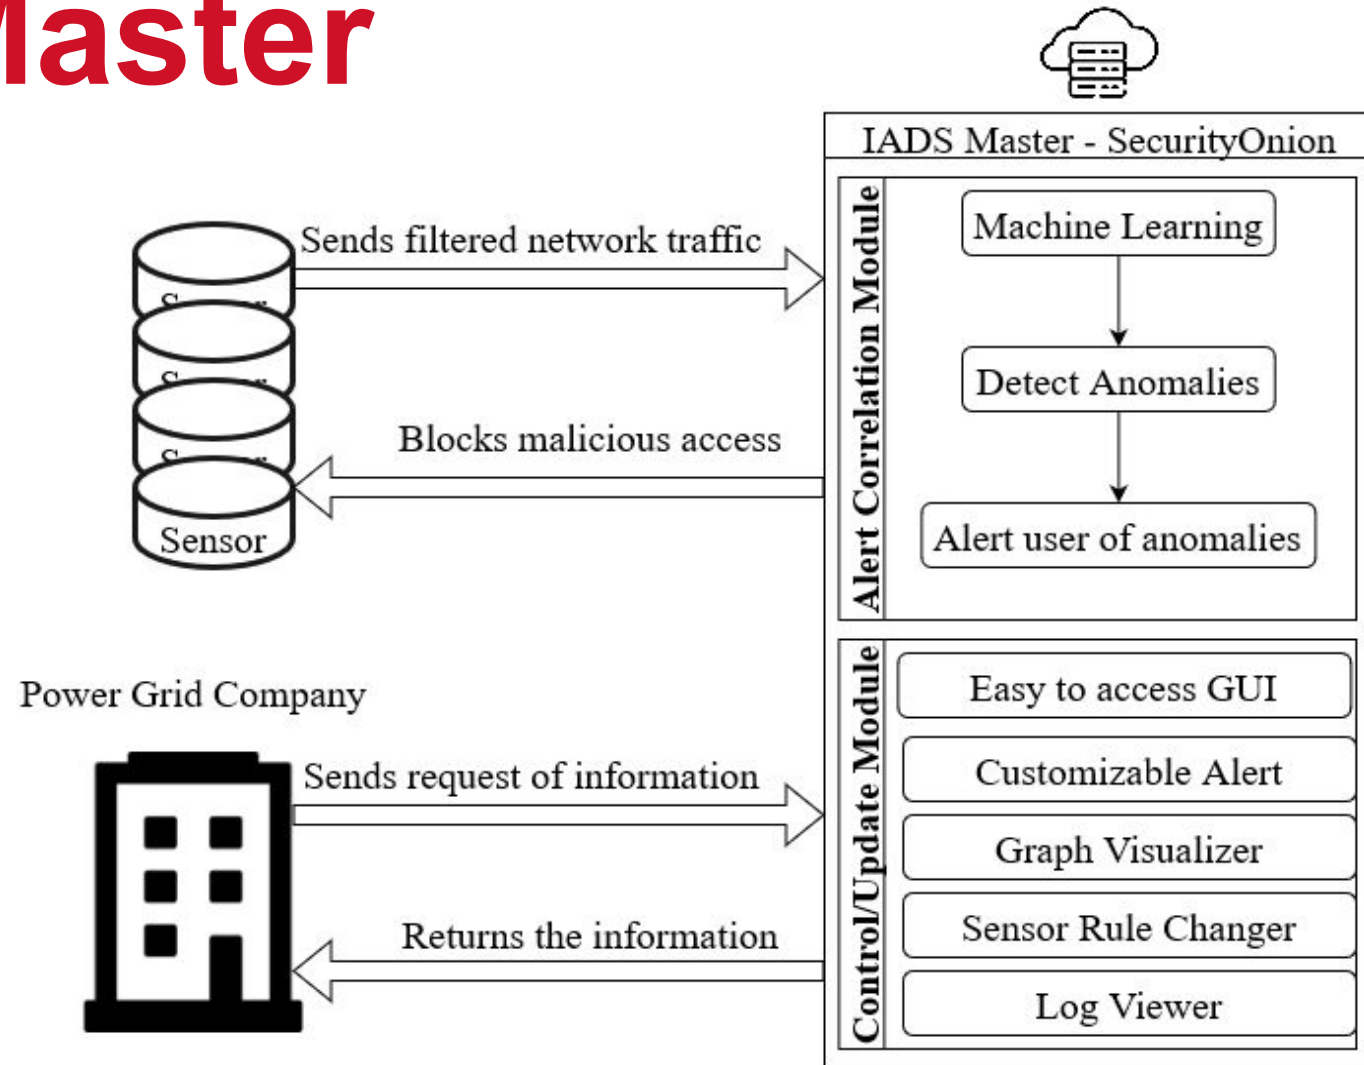 Master
IADS Master - SecurityOnion
Sends filtered network traffic
Blocks malicious access
Sensor
Alert Correlation Module
Machine Learning
Detect Anomalies
Alert user of anomalies
Power Grid Company
Sends request of information
Returns the information
Control/Update Module
Easy to access GUI
Customizable Alert
Graph Visualizer
Sensor Rule Changer
Log Viewer